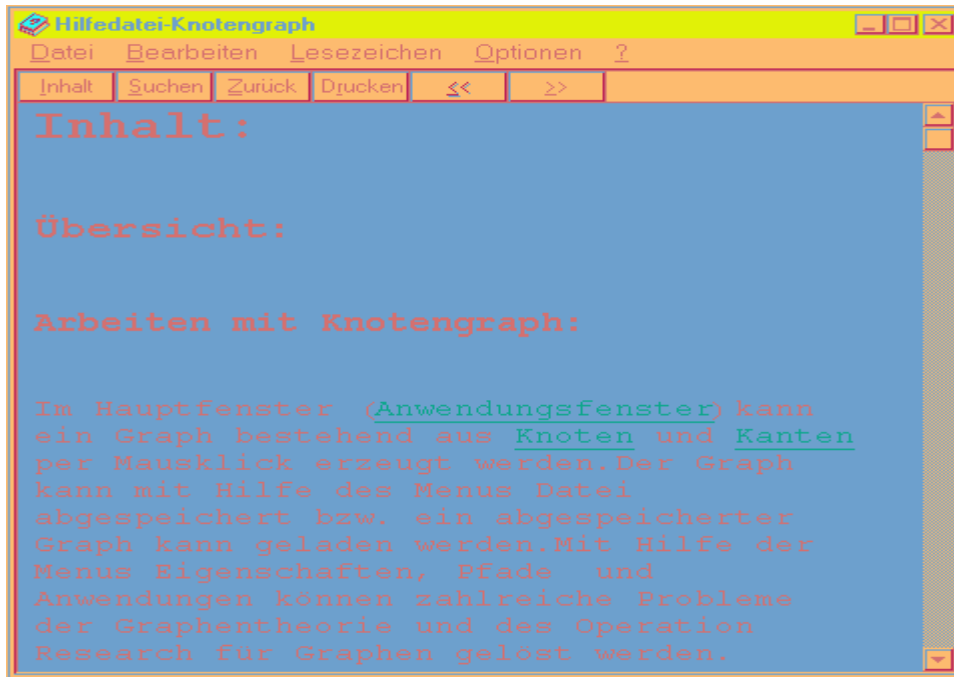 Hilfedatei-Knotengraph
Datei Bearbeiten Lesezeichen Optionen ?
Inhalt Suchen Zurück Drucken << >>
Inhalt:
Übersicht:
Arbeiten mit Knotengraph:
Im Hauptfenster (Anwendungsfenster) kann
ein Graph bestehend aus Knoten und Kanten
per Mausklick erzeugt werden.Der Graph
kann mit Hilfe des Menus Datei
abgespeichert bzw. ein abgespeicherter
Graph kann geladen werden.Mit Hilfe der
Menus Eigenschaften, Pfade und
Anwendungen können zahlreiche Probleme
der Graphentheorie und des Operation
Research für Graphen gelöst werden.